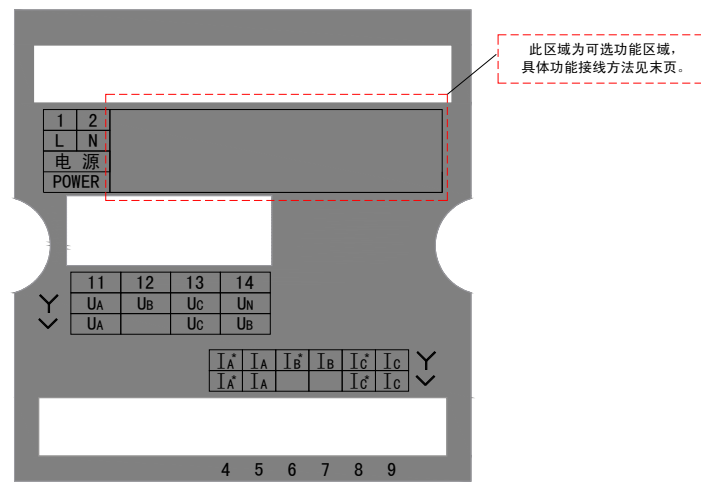 此区域为可选功能区域，
具体功能接线方法见末页。
1 2
L N
电 源
POWER
11 12 13 14
Y UA UB UC UN
V UA UC UB
IA* IA IB* IB IC* IC Y
IA* IA IC* IC V
4 5 6 7 8 9